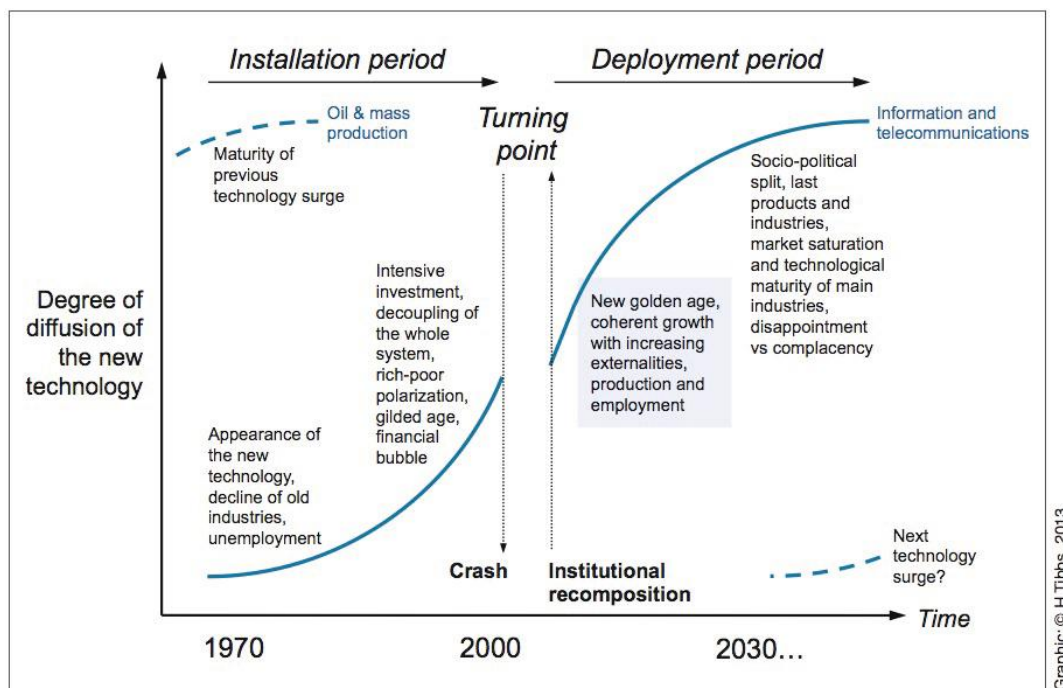 Installation period
Deployment period
Oil & mass
production
Turning
point
Information and
telecommunications
Maturity of
previous
technology surge
Socio-political
split, last
products and
industries,
market saturation
and technological
maturity of main
industries,
disappointment
vs complacency
Intensive
investment,
decoupling of
the whole
system,
rich-poor
polarization,
gilded age,
financial
bubble
New golden age,
coherent growth
with increasing
externalities,
production and
employment
Degree of
diffusion of
the new
technology
Appearance of
the new
technology,
decline of old
industries,
unemployment
Next
technology
surge?
Crash
Institutional
recomposition
Time
1970
2000
2030...
Graphic: © H Tibbs, 2013